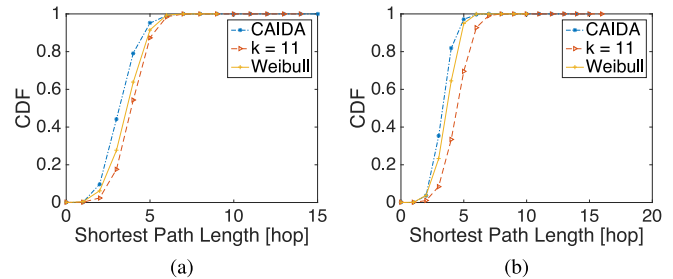 CDF
1
0.8
0.6
0.4
0.2
0
0 5 10 15
Shortest Path Length [hop]
CAIDA
k = 11
Weibull
(a)
CDF
1
0.8
0.6
0.4
0.2
0
0 5 10 15 20
Shortest Path Length [hop]
CAIDA
k = 11
Weibull
(b)